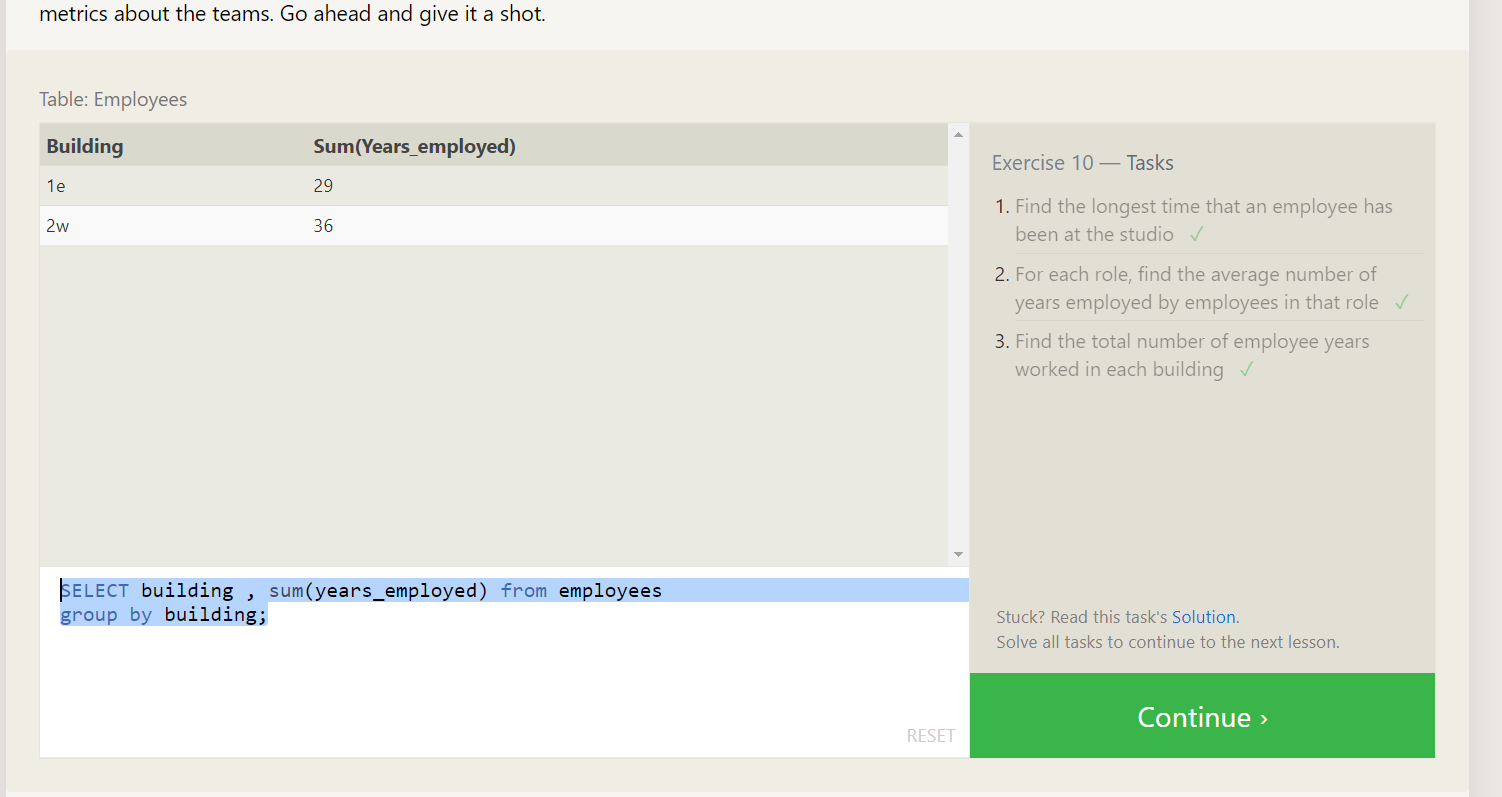 metrics about the teams. Go ahead and give it a shot.
Table: Employees
Building Sum(Years_employed)
1e 29
2w 36
SELECT building , sum(years_employed) from employees
group by building;
RESET
Exercise 10 — Tasks
1. Find the longest time that an employee has
been at the studio ✓
2. For each role, find the average number of
years employed by employees in that role ✓
3. Find the total number of employee years
worked in each building ✓
Stuck? Read this task's Solution.
Solve all tasks to continue to the next lesson.
Continue ›